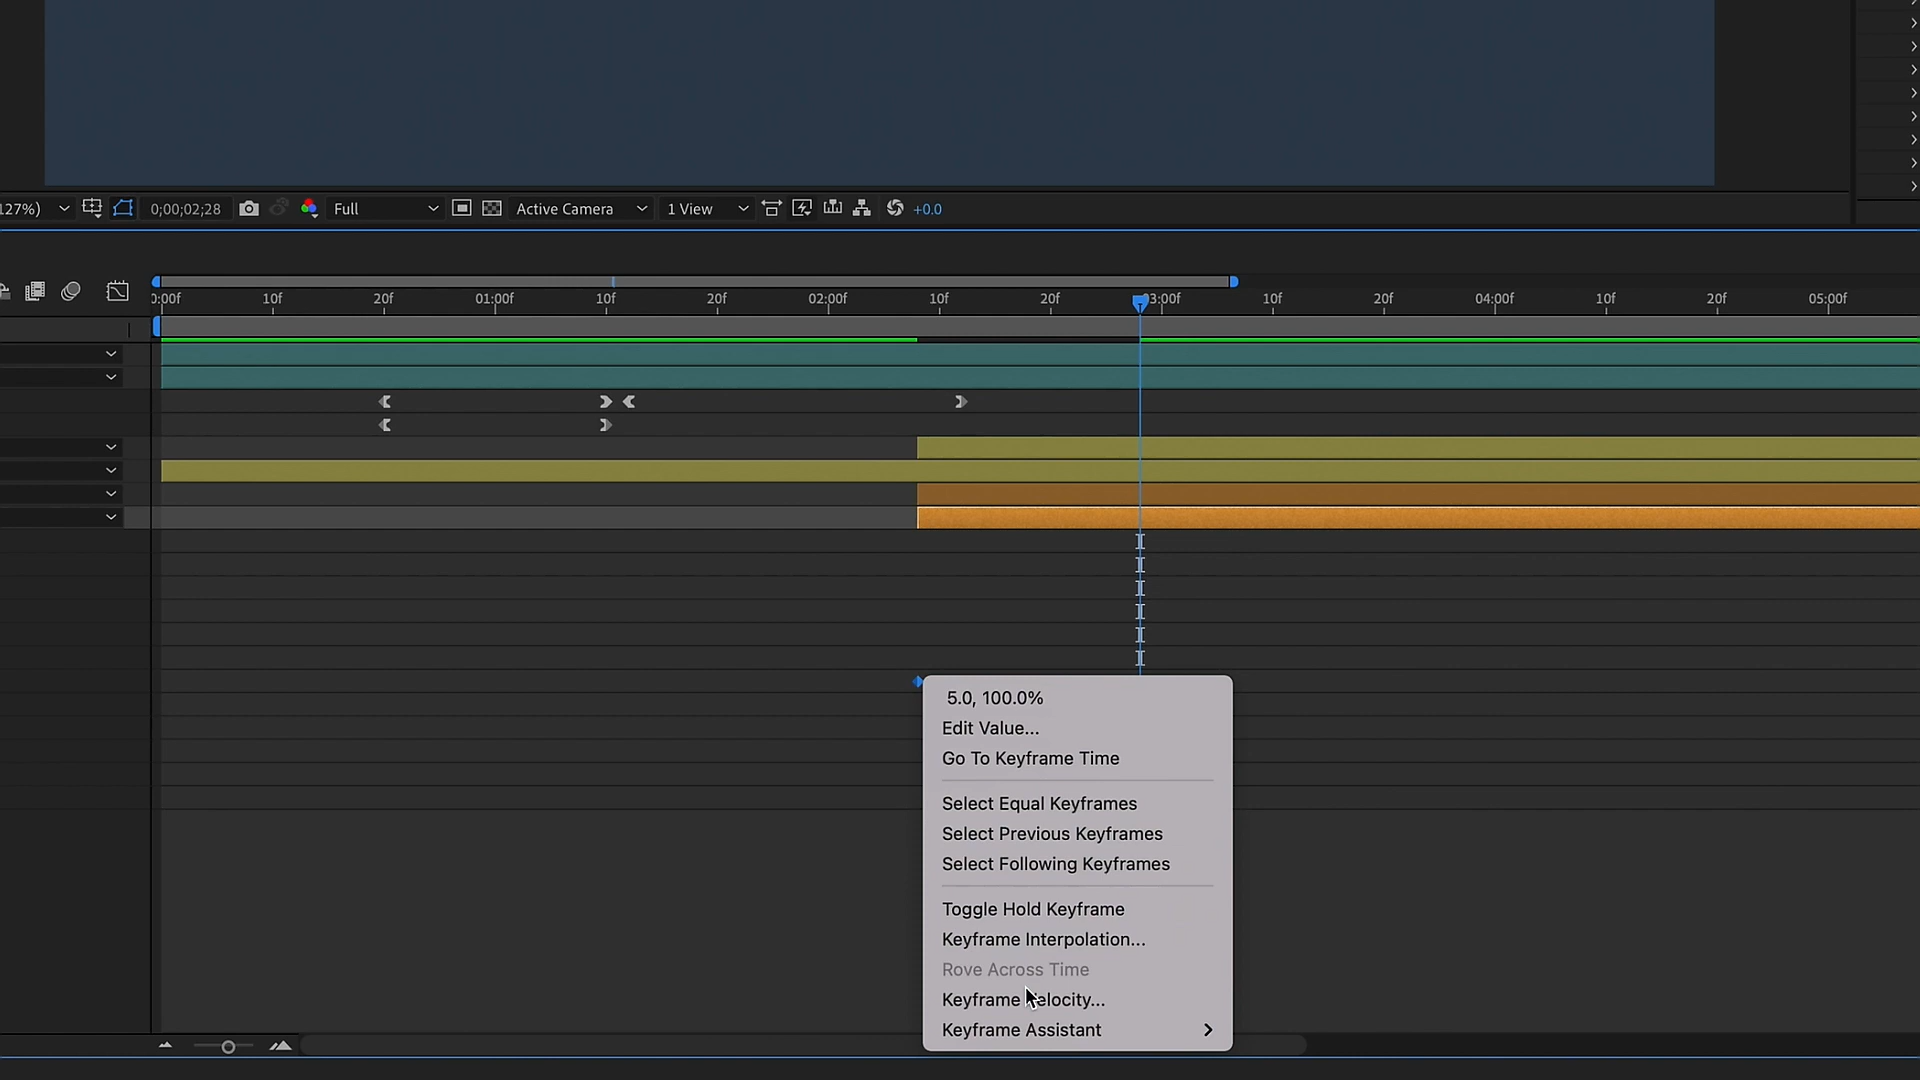 127%)
0;00;02;28
Full
Active Camera
1 View
+0.0
0:00f 10f 20f 01:00f 10f 20f 02:00f 10f 20f 3:00f 10f 20f 04:00f 10f 20f 05:00f
5.0, 100.0%
Edit Value...
Go To Keyframe Time
Select Equal Keyframes
Select Previous Keyframes
Select Following Keyframes
Toggle Hold Keyframe
Keyframe Interpolation...
Rove Across Time
Keyframe Velocity...
Keyframe Assistant